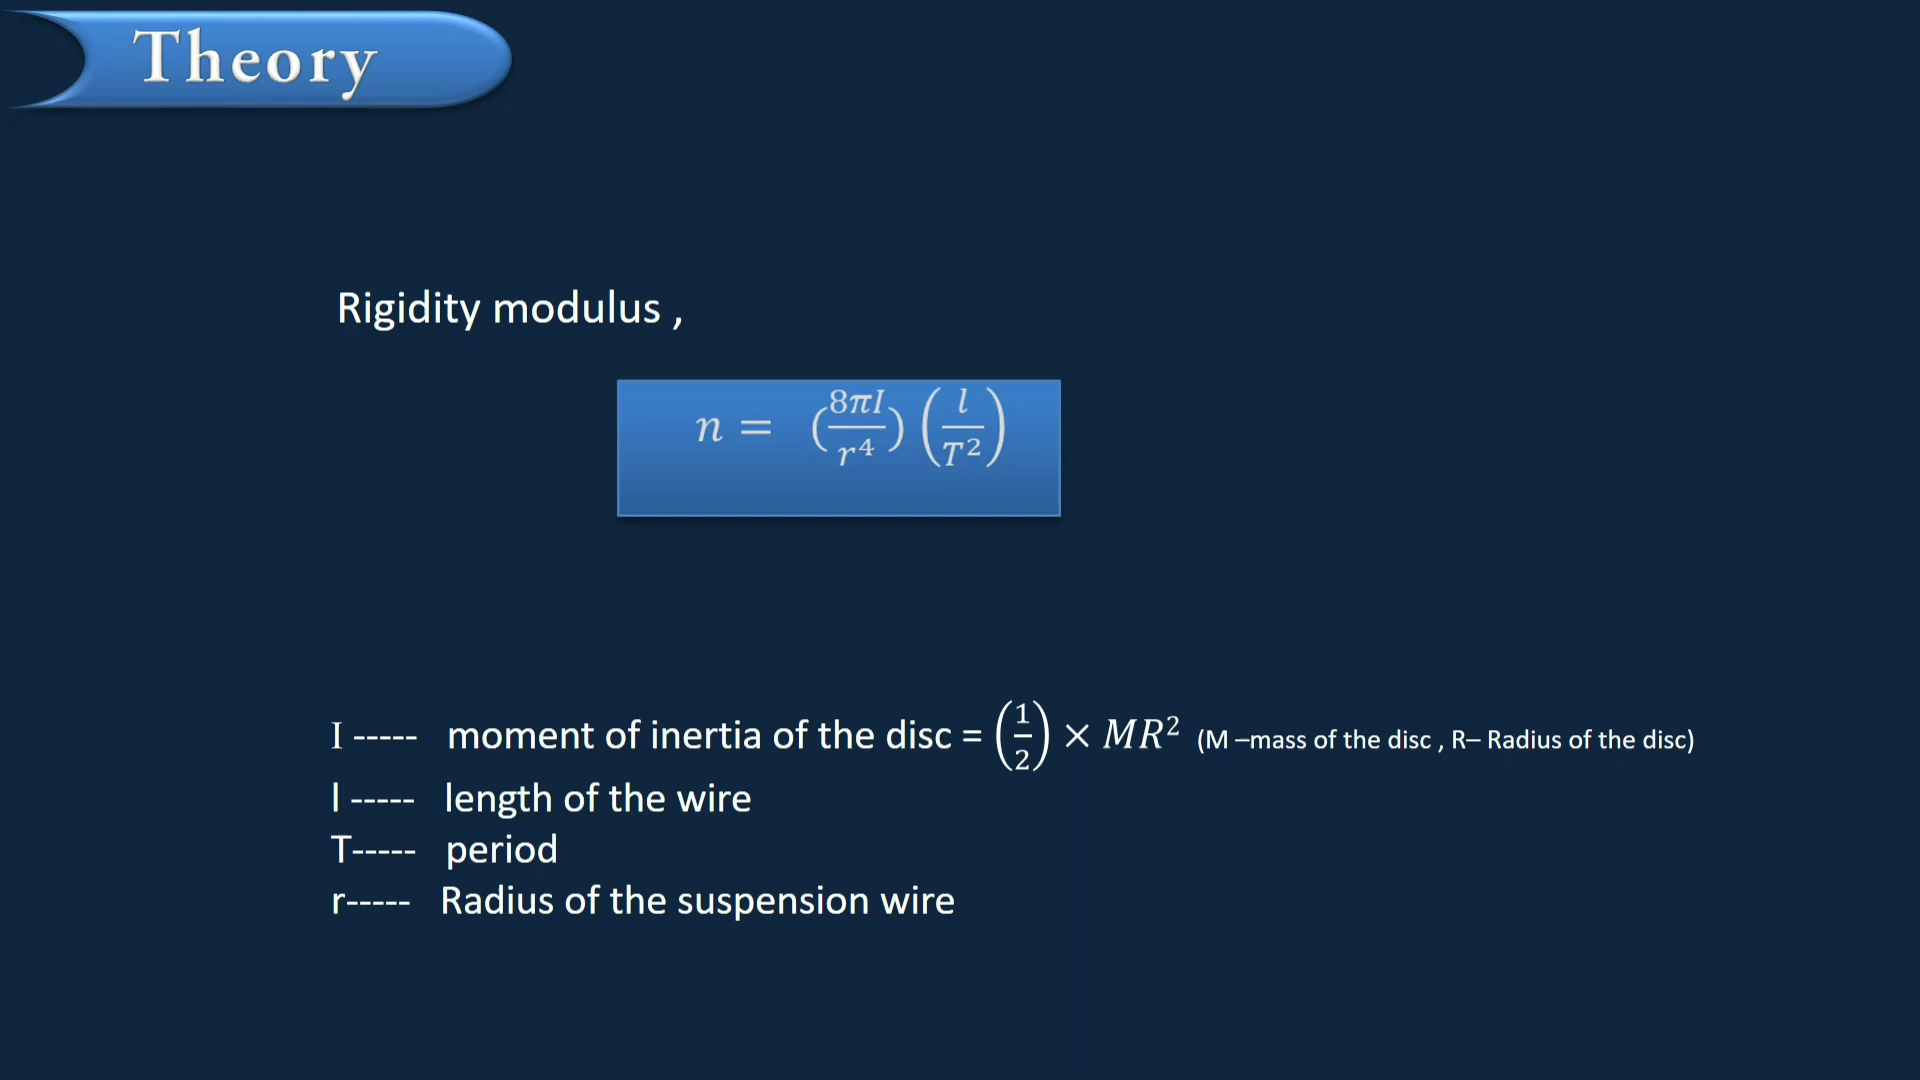 Theory
Rigidity modulus ,
n = (8πI/r⁴) (l/T²)
I ----- moment of inertia of the disc = (1/2) × MR² (M –mass of the disc , R– Radius of the disc)
l ----- length of the wire
T----- period
r----- Radius of the suspension wire